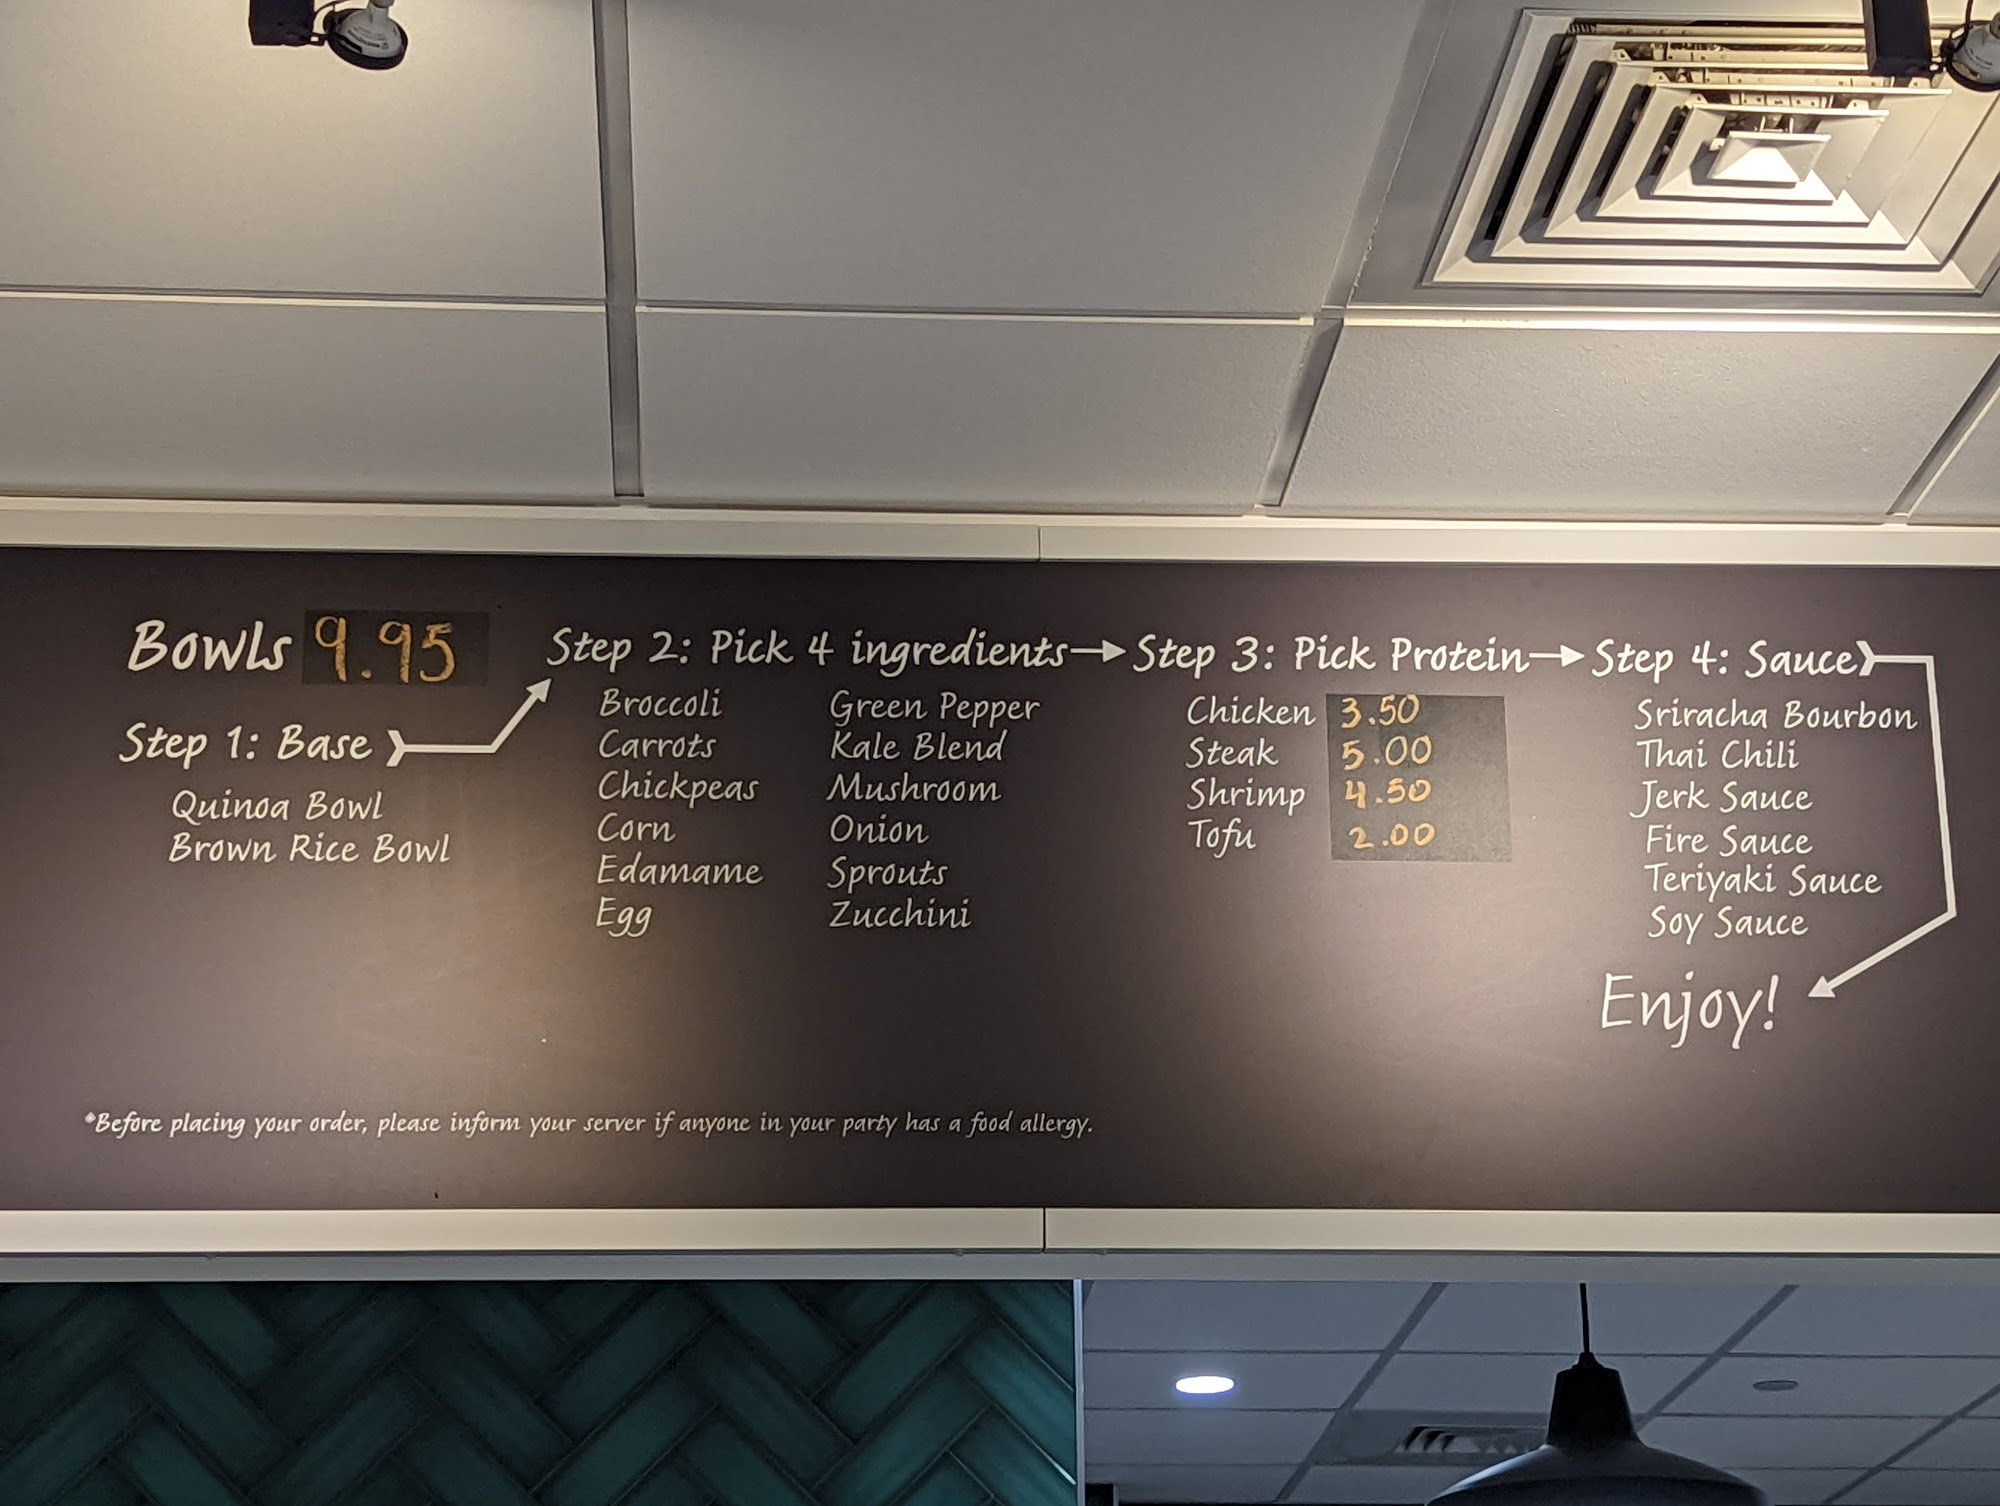 Bowls 9.95
Step 1: Base
Quinoa Bowl
Brown Rice Bowl
Step 2: Pick 4 ingredients
Broccoli
Carrots
Chickpeas
Corn
Edamame
Egg
Green Pepper
Kale Blend
Mushroom
Onion
Sprouts
Zucchini
Step 3: Pick Protein
Chicken 3.50
Steak 5.00
Shrimp 4.50
Tofu 2.00
Step 4: Sauce
Sriracha Bourbon
Thai Chili
Jerk Sauce
Fire Sauce
Teriyaki Sauce
Soy Sauce
Enjoy!
*Before placing your order, please inform your server if anyone in your party has a food allergy.